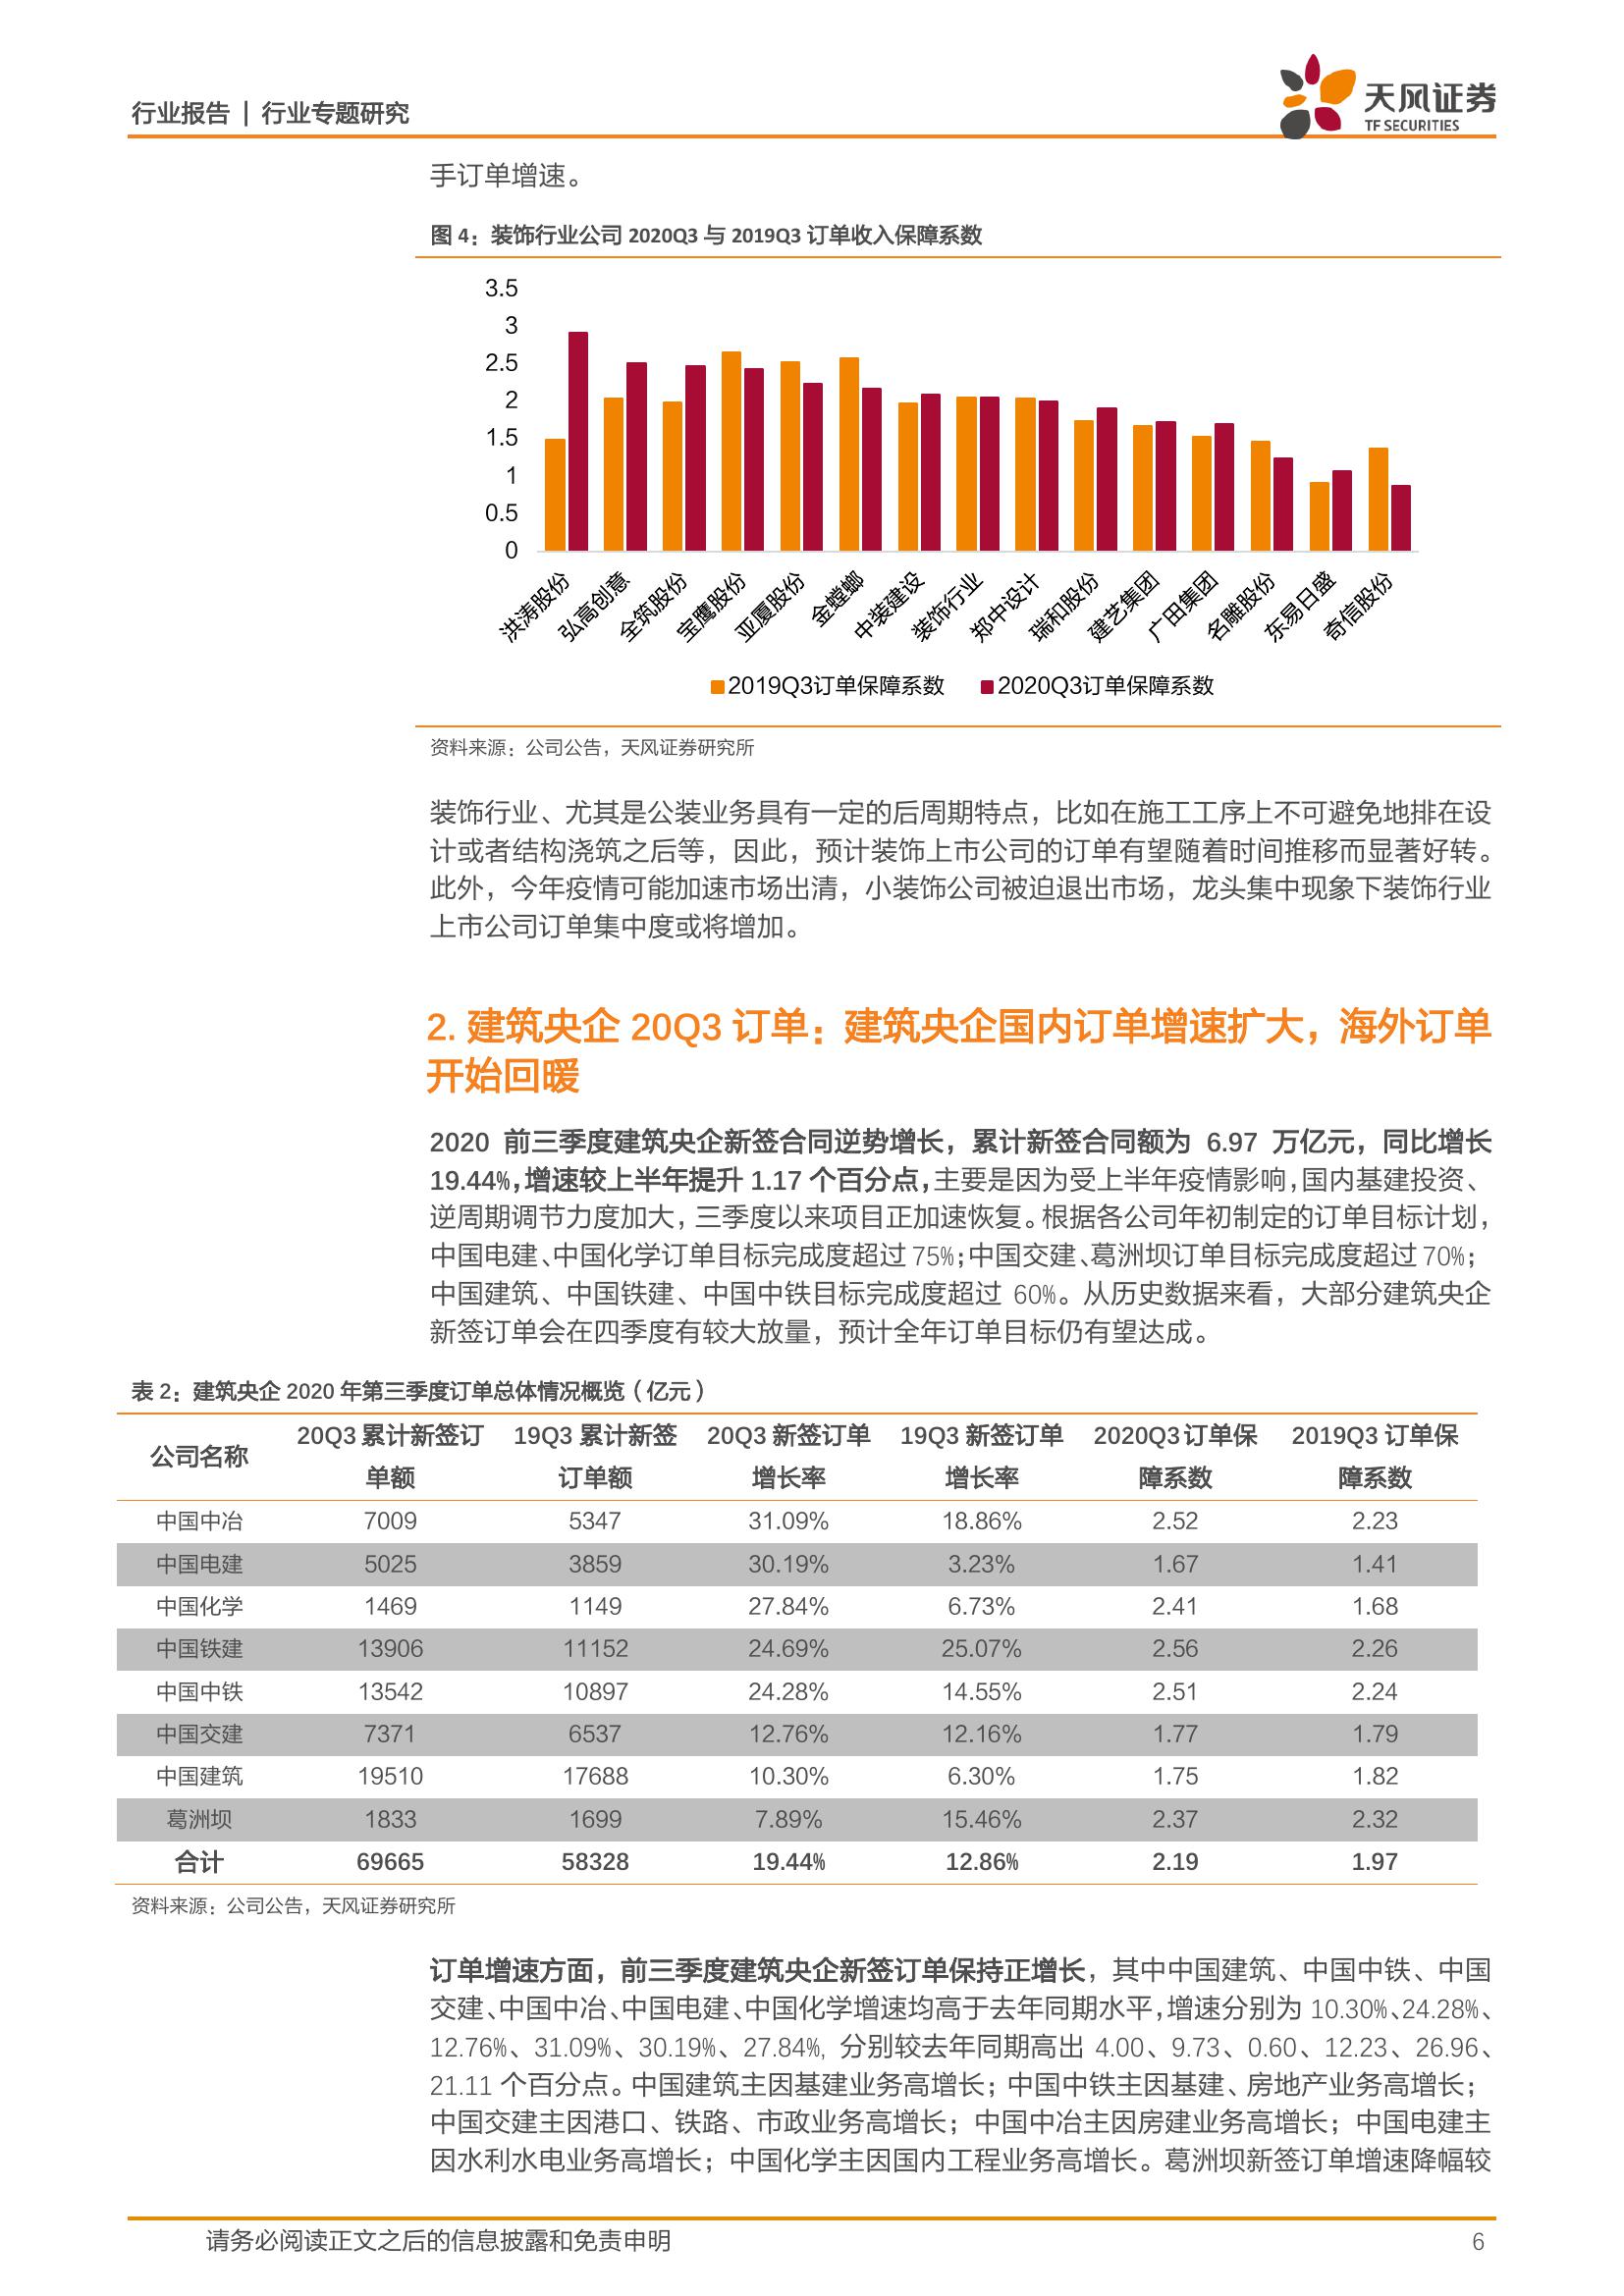 行业报告 | 行业专题研究
天风证券
TF SECURITIES
手订单增速。
图 4：装饰行业公司 2020Q3 与 2019Q3 订单收入保障系数
3.5
3
2.5
2
1.5
1
0.5
0
洪涛股份 弘高创意 全筑股份 宝鹰股份 亚厦股份 金螳螂 中装建设 装饰行业 郑中设计 瑞和股份 建艺集团 广田集团 名雕股份 东易日盛 奇信股份
2019Q3订单保障系数 2020Q3订单保障系数
资料来源：公司公告，天风证券研究所
装饰行业、尤其是公装业务具有一定的后周期特点，比如在施工工序上不可避免地排在设
计或者结构浇筑之后等，因此，预计装饰上市公司的订单有望随着时间推移而显著好转。
此外，今年疫情可能加速市场出清，小装饰公司被迫退出市场，龙头集中现象下装饰行业
上市公司订单集中度或将增加。
2. 建筑央企 20Q3 订单：建筑央企国内订单增速扩大，海外订单
开始回暖
2020 前三季度建筑央企新签合同逆势增长，累计新签合同额为 6.97 万亿元，同比增长
19.44%，增速较上半年提升 1.17 个百分点，主要是因为受上半年疫情影响，国内基建投资、
逆周期调节力度加大，三季度以来项目正加速恢复。根据各公司年初制定的订单目标计划，
中国电建、中国化学订单目标完成度超过 75%；中国交建、葛洲坝订单目标完成度超过 70%；
中国建筑、中国铁建、中国中铁目标完成度超过 60%。从历史数据来看，大部分建筑央企
新签订单会在四季度有较大放量，预计全年订单目标仍有望达成。
表 2：建筑央企 2020 年第三季度订单总体情况概览（亿元）
公司名称 20Q3 累计新签订单额 19Q3 累计新签订单额 20Q3 新签订单增长率 19Q3 新签订单增长率 2020Q3 订单保障系数 2019Q3 订单保障系数
中国中冶 7009 5347 31.09% 18.86% 2.52 2.23
中国电建 5025 3859 30.19% 3.23% 1.67 1.41
中国化学 1469 1149 27.84% 6.73% 2.41 1.68
中国铁建 13906 11152 24.69% 25.07% 2.56 2.26
中国中铁 13542 10897 24.28% 14.55% 2.51 2.24
中国交建 7371 6537 12.76% 12.16% 1.77 1.79
中国建筑 19510 17688 10.30% 6.30% 1.75 1.82
葛洲坝 1833 1699 7.89% 15.46% 2.37 2.32
合计 69665 58328 19.44% 12.86% 2.19 1.97
资料来源：公司公告，天风证券研究所
订单增速方面，前三季度建筑央企新签订单保持正增长，其中中国建筑、中国中铁、中国
交建、中国中冶、中国电建、中国化学增速均高于去年同期水平，增速分别为 10.30%、24.28%、
12.76%、31.09%、30.19%、27.84%, 分别较去年同期高出 4.00、9.73、0.60、12.23、26.96、
21.11 个百分点。中国建筑主因基建业务高增长；中国中铁主因基建、房地产业务高增长；
中国交建主因港口、铁路、市政业务高增长；中国中冶主因房建业务高增长；中国电建主
因水利水电业务高增长；中国化学主因国内工程业务高增长。葛洲坝新签订单增速降幅较
请务必阅读正文之后的信息披露和免责申明
6